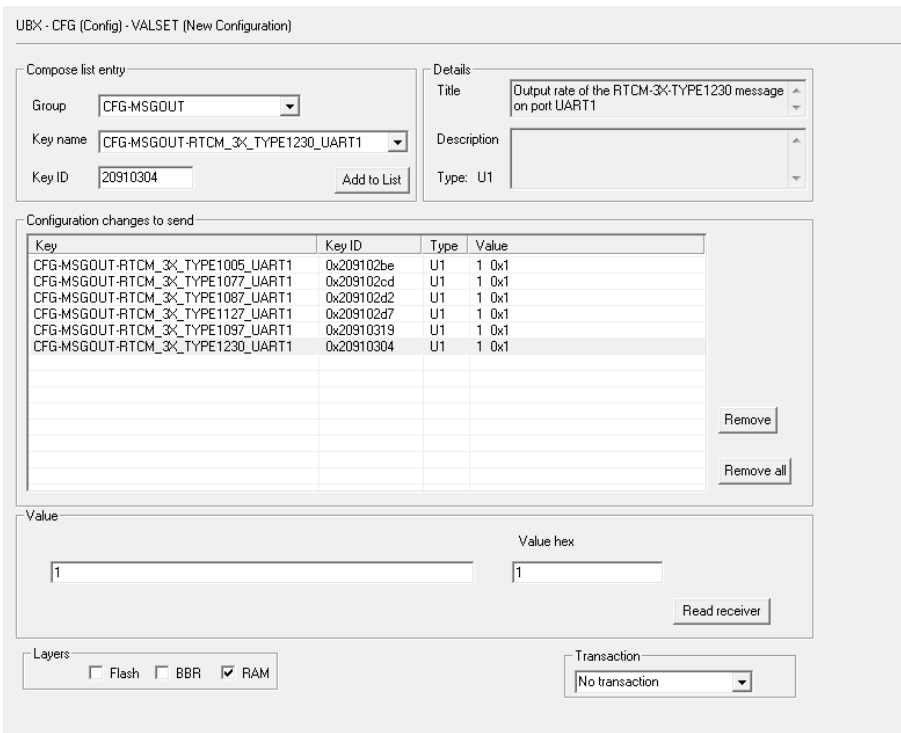 UBX - CFG (Config) - VALSET (New Configuration)
Compose list entry
Group CFG-MSGOUT
Key name CFG-MSGOUT-RTCM_3X_TYPE1230_UART1
Key ID 20910304 Add to List
Details
Title Output rate of the RTCM-3X-TYPE1230 message
on port UART1
Description
Type: U1
Configuration changes to send
Key Key ID Type Value
CFG-MSGOUT-RTCM_3X_TYPE1005_UART1 0x209102be U1 1 0x1
CFG-MSGOUT-RTCM_3X_TYPE1077_UART1 0x209102cd U1 1 0x1
CFG-MSGOUT-RTCM_3X_TYPE1087_UART1 0x209102d2 U1 1 0x1
CFG-MSGOUT-RTCM_3X_TYPE1127_UART1 0x209102d7 U1 1 0x1
CFG-MSGOUT-RTCM_3X_TYPE1097_UART1 0x20910319 U1 1 0x1
CFG-MSGOUT-RTCM_3X_TYPE1230_UART1 0x20910304 U1 1 0x1
Remove
Remove all
Value
Value hex
1 1
Read receiver
Layers
Flash BBR RAM
Transaction
No transaction